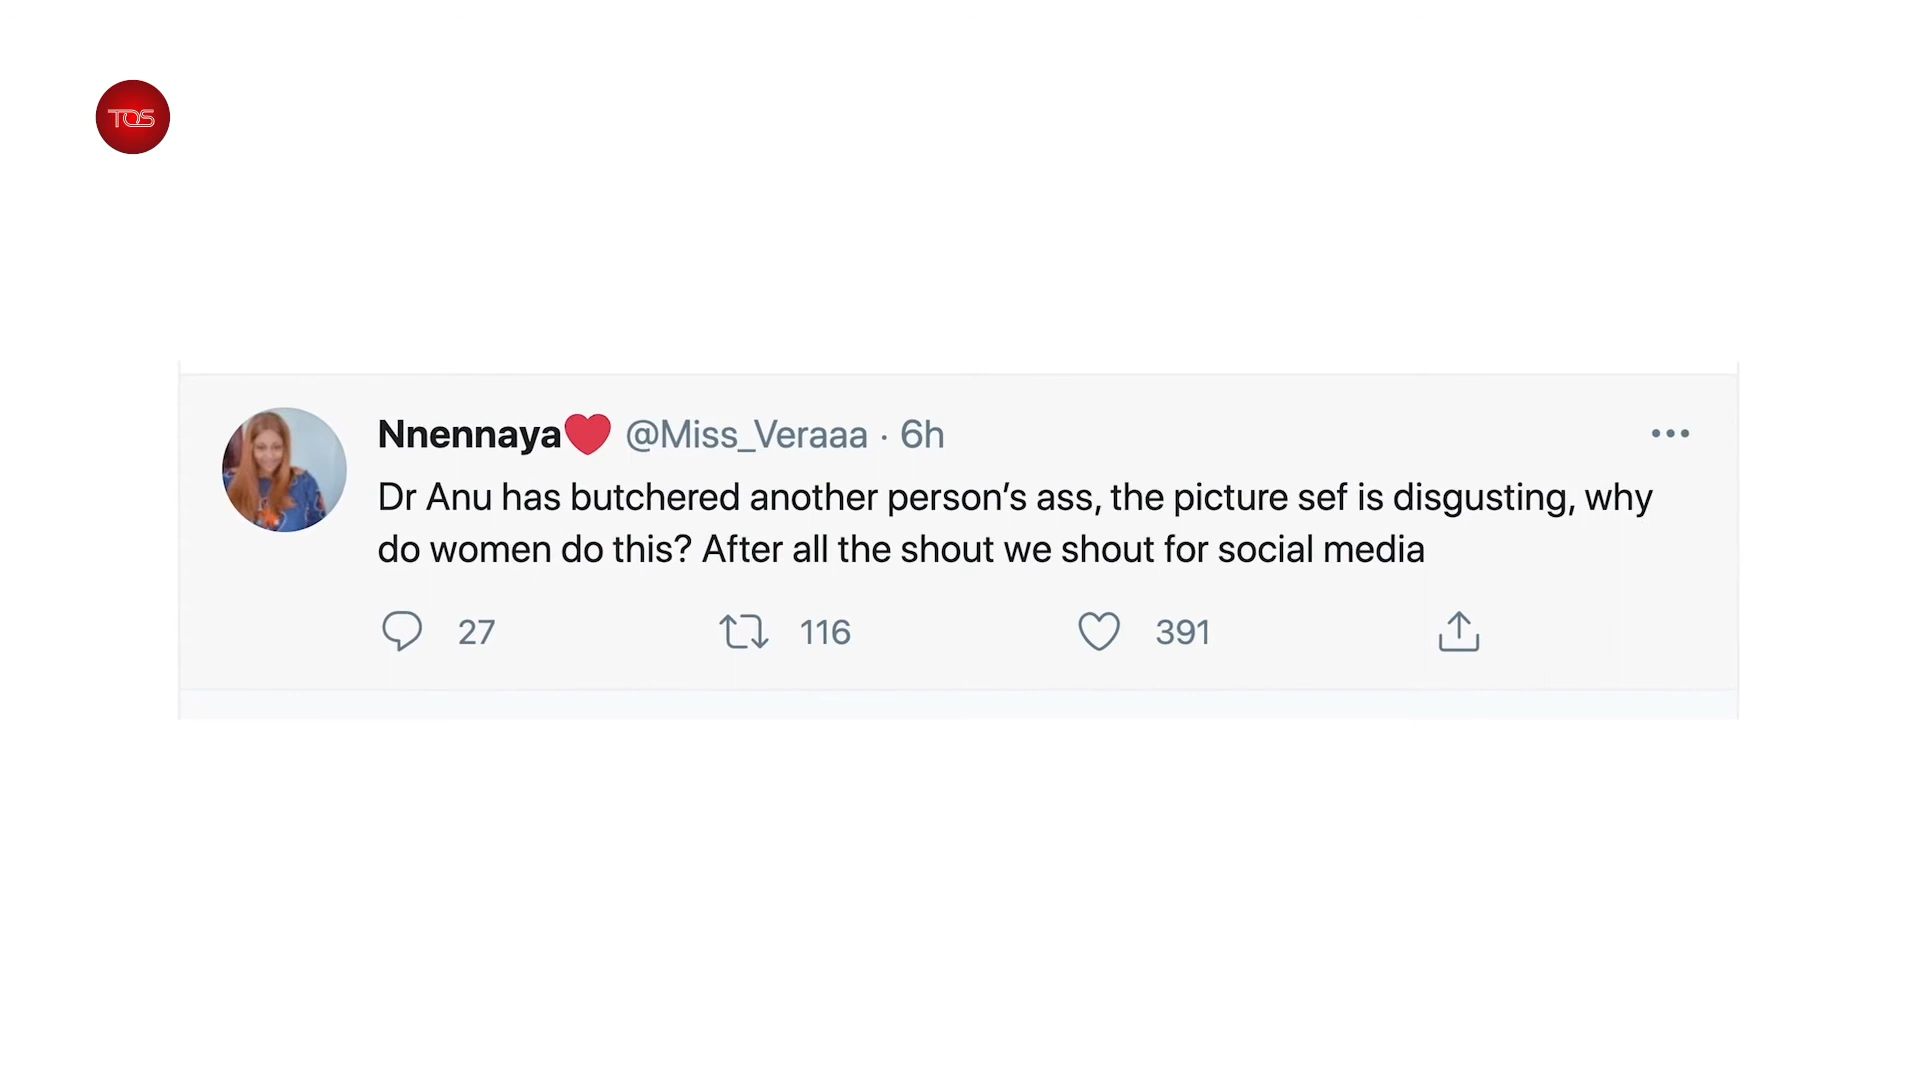 TOS
Nnennaya❤️ @Miss_Veraaa · 6h
Dr Anu has butchered another person’s ass, the picture sef is disgusting, why
do women do this? After all the shout we shout for social media
27 116 391